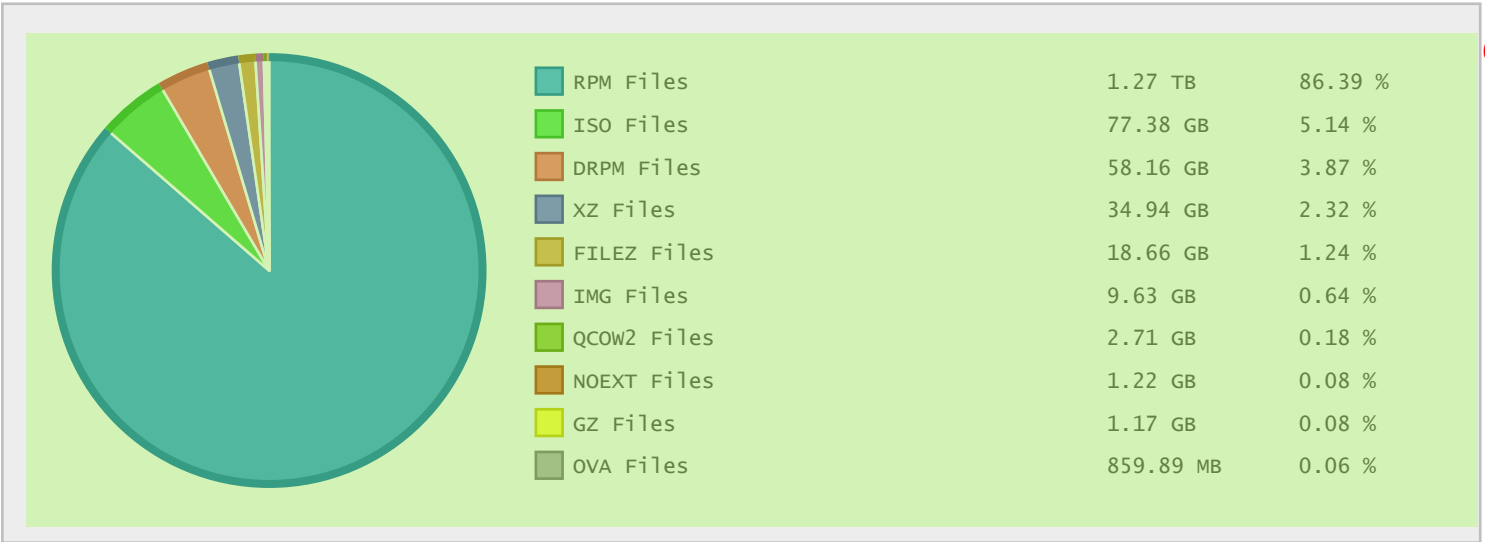 RPM Files 1.27 TB 86.39 %
ISO Files 77.38 GB 5.14 %
DRPM Files 58.16 GB 3.87 %
XZ Files 34.94 GB 2.32 %
FILEZ Files 18.66 GB 1.24 %
IMG Files 9.63 GB 0.64 %
QCOW2 Files 2.71 GB 0.18 %
NOEXT Files 1.22 GB 0.08 %
GZ Files 1.17 GB 0.08 %
OVA Files 859.89 MB 0.06 %